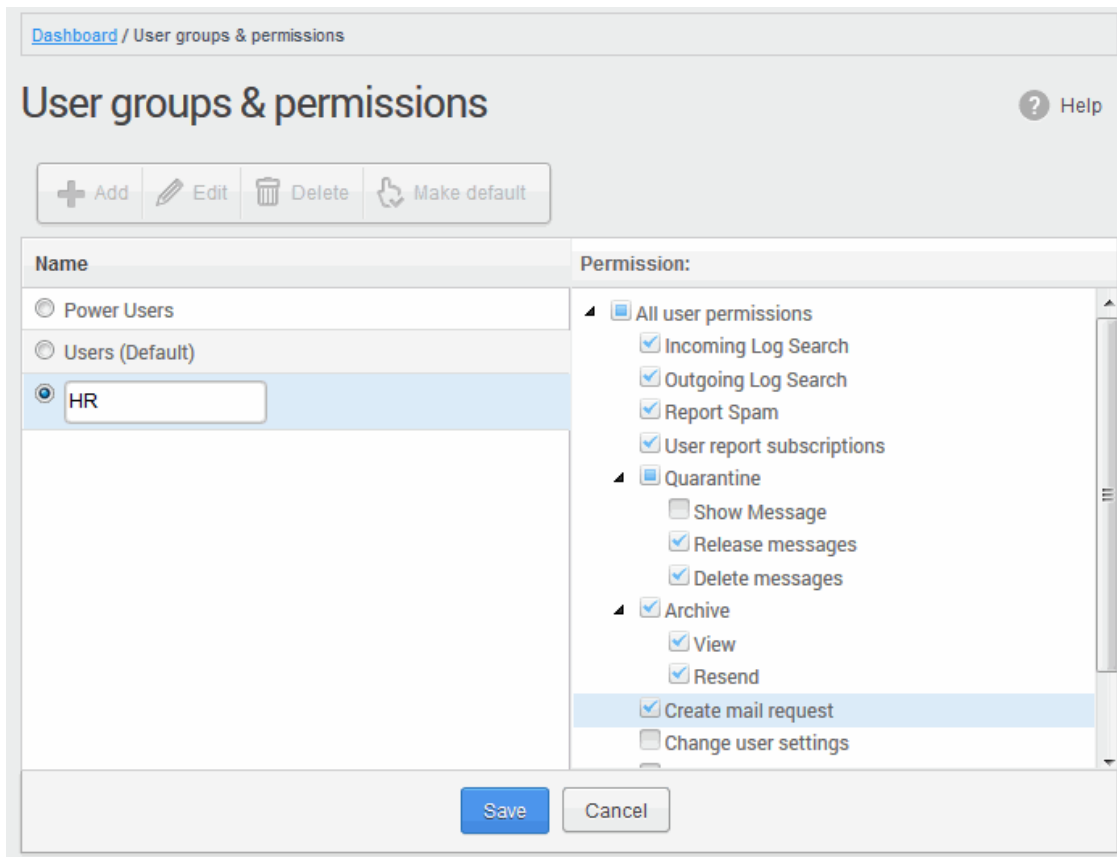 Dashboard / User groups & permissions
User groups & permissions
? Help
Add Edit Delete Make default
Name Permission:
Power Users
Users (Default)
HR
All user permissions
Incoming Log Search
Outgoing Log Search
Report Spam
User report subscriptions
Quarantine
Show Message
Release messages
Delete messages
Archive
View
Resend
Create mail request
Change user settings
Save Cancel